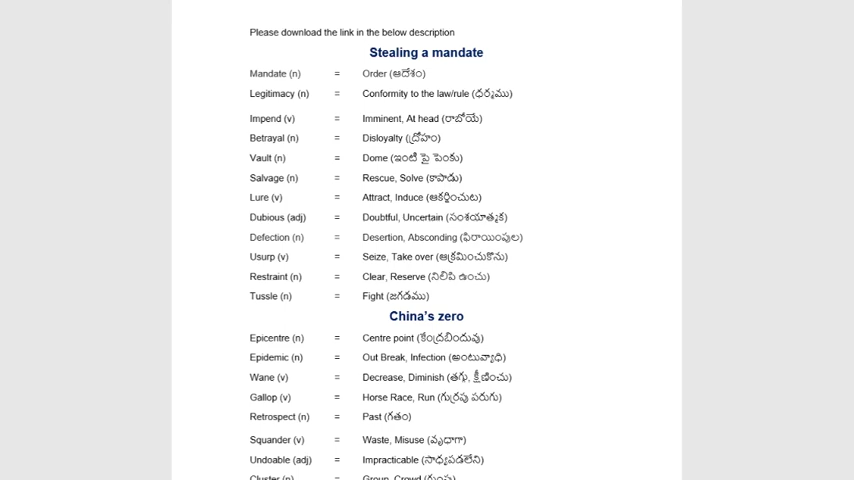 Please download the link in the below description
Stealing a mandate
Mandate (n) = Order (ఆదేశం)
Legitimacy (n) = Conformity to the law/rule (ధర్మము)
Impend (v) = Imminent, At head (రాబోయే)
Betrayal (n) = Disloyalty (ద్రోహం)
Vault (n) = Dome (ఇంటి పై పెంకు)
Salvage (n) = Rescue, Solve (కాపాడు)
Lure (v) = Attract, Induce (ఆకర్షించుట)
Dubious (adj) = Doubtful, Uncertain (సంశయాత్మక)
Defection (n) = Desertion, Absconding (ఫిరాయింపుల)
Usurp (v) = Seize, Take over (ఆక్రమించుకొను)
Restraint (n) = Clear, Reserve (నిలిపి ఉంచు)
Tussle (n) = Fight (జగడము)
China's zero
Epicentre (n) = Centre point (కేంద్రబిందువు)
Epidemic (n) = Out Break, Infection (అంటువ్యాధి)
Wane (v) = Decrease, Diminish (తగ్గు, క్షీణించు)
Gallop (v) = Horse Race, Run (గుర్రపు పరుగు)
Retrospect (n) = Past (గతం)
Squander (v) = Waste, Misuse (వృధాగా)
Undoable (adj) = Impracticable (సాధ్యపడలేని)
Cluster (n) = Group, Crowd (గుంపు)